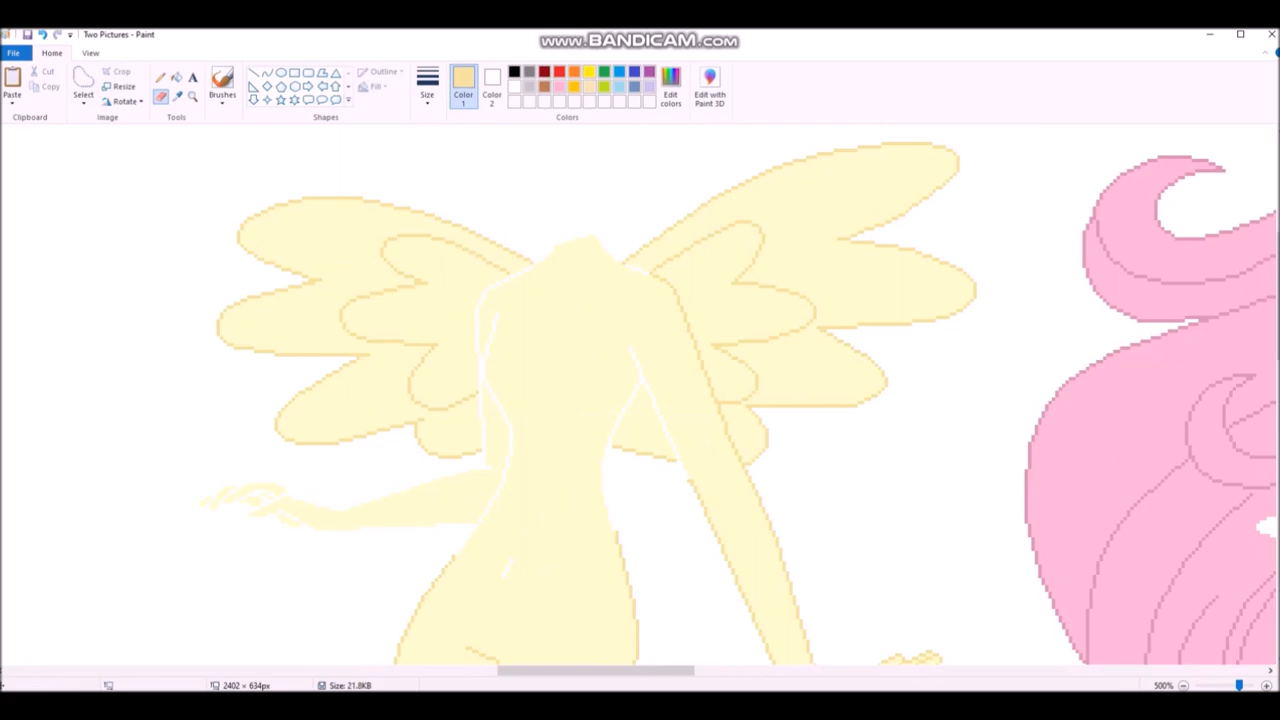 www.BANDICAM.com
Two Pictures - Paint
File Home View
Cut Crop Outline
Copy Resize Fill
Paste Select Rotate Brushes Size Color Color Edit Edit with
1 2 colors Paint 3D
Clipboard Image Tools Shapes Colors
2402 × 634px Size: 21.8KB 500%